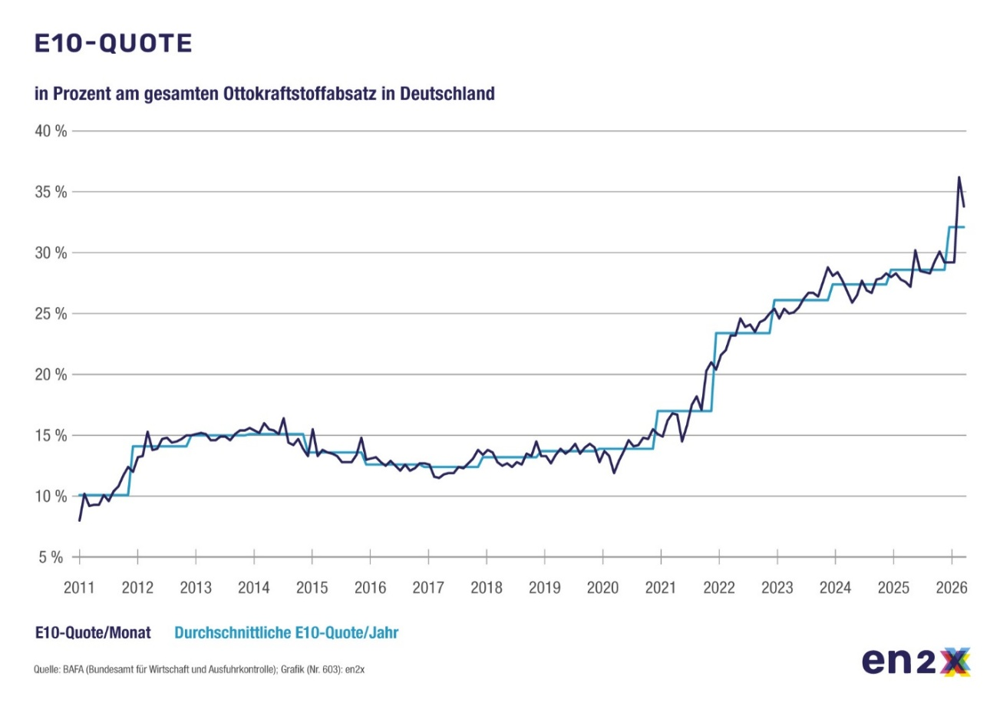 E10-QUOTE
in Prozent am gesamten Ottokraftstoffabsatz in Deutschland
40 %
35 %
30 %
25 %
20 %
15 %
10 %
5 %
2011 2012 2013 2014 2015 2016 2017 2018 2019 2020 2021 2022 2023 2024 2025 2026
E10-Quote/Monat Durchschnittliche E10-Quote/Jahr
Quelle: BAFA (Bundesamt für Wirtschaft und Ausfuhrkontrolle); Grafik (Nr. 603): en2x
en2x